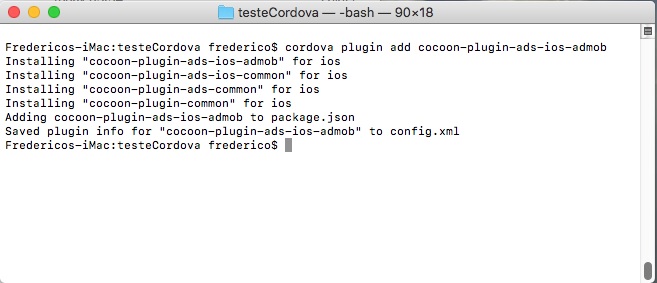 testeCordova — -bash — 90×18
Fredericos-iMac:testeCordova frederico$ cordova plugin add cocoon-plugin-ads-ios-admob
Installing "cocoon-plugin-ads-ios-admob" for ios
Installing "cocoon-plugin-ads-ios-common" for ios
Installing "cocoon-plugin-ads-common" for ios
Installing "cocoon-plugin-common" for ios
Adding cocoon-plugin-ads-ios-admob to package.json
Saved plugin info for "cocoon-plugin-ads-ios-admob" to config.xml
Fredericos-iMac:testeCordova frederico$